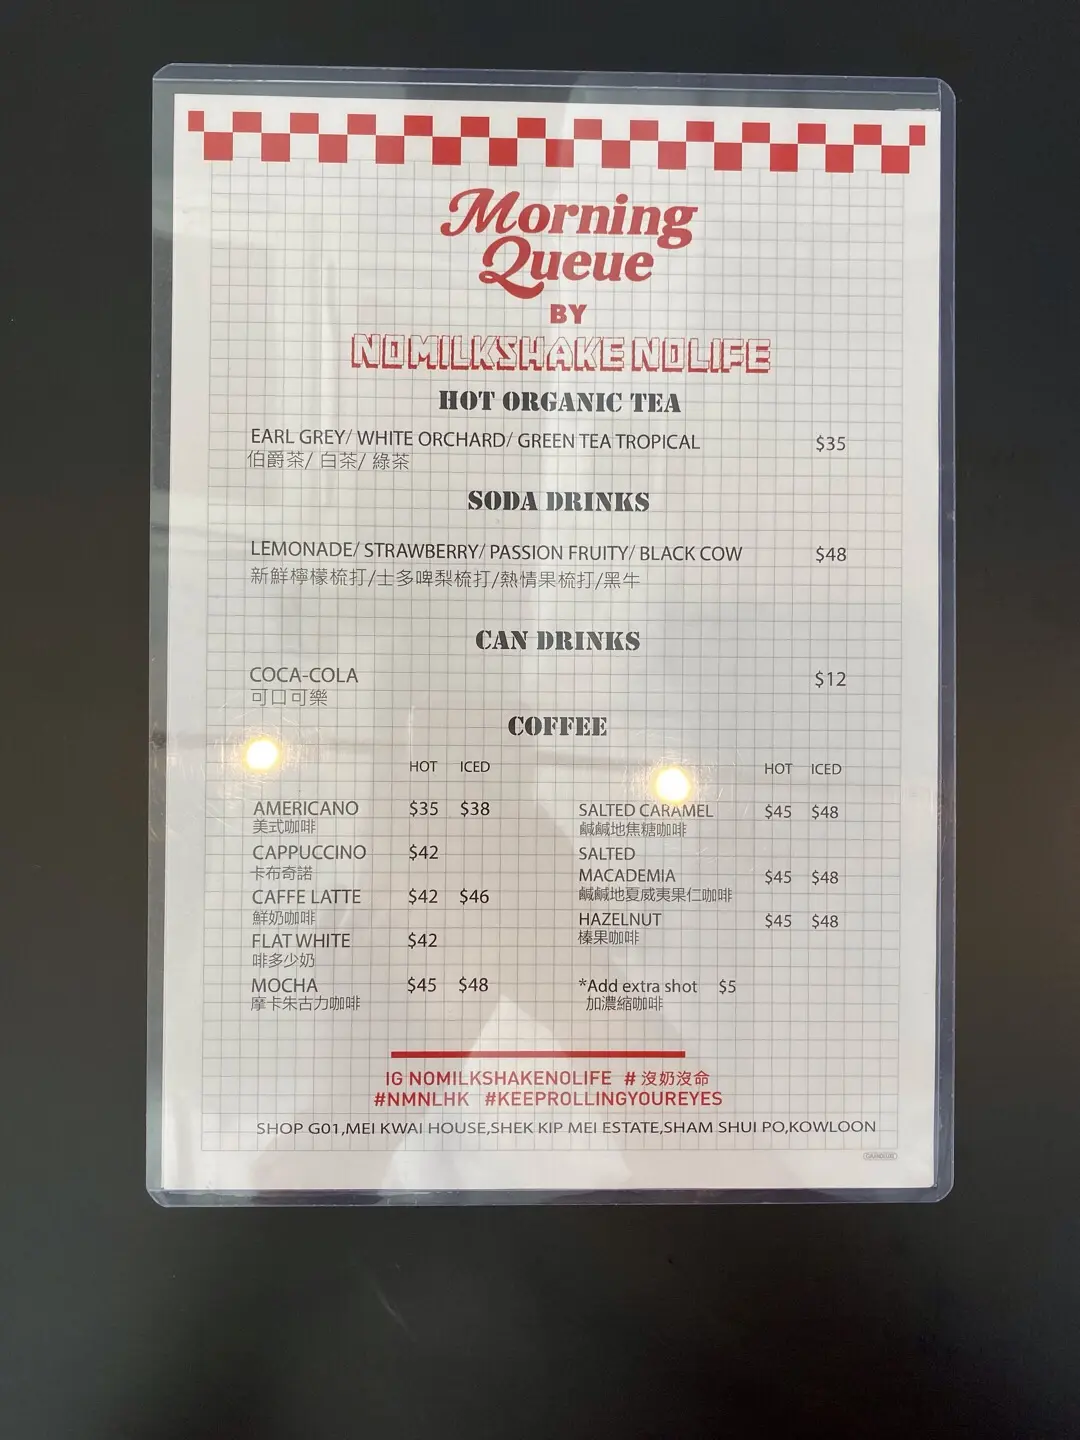 Morning
Queue
BY
NOMILKSHAKE NOLIFE
HOT ORGANIC TEA
EARL GREY/ WHITE ORCHARD/ GREEN TEA TROPICAL $35
伯爵茶/ 白茶/ 綠茶
SODA DRINKS
LEMONADE/ STRAWBERRY/ PASSION FRUITY/ BLACK COW $48
新鮮檸檬梳打/士多啤梨梳打/熱情果梳打/黑牛
CAN DRINKS
COCA-COLA $12
可口可樂
COFFEE
HOT ICED
AMERICANO $35 $38
美式咖啡
CAPPUCCINO $42
卡布奇諾
CAFFE LATTE $42 $46
鮮奶咖啡
FLAT WHITE $42
啡多少奶
MOCHA $45 $48
摩卡朱古力咖啡
HOT ICED
SALTED CARAMEL $45 $48
鹹鹹地焦糖咖啡
SALTED
MACADEMIA $45 $48
鹹鹹地夏威夷果仁咖啡
HAZELNUT $45 $48
榛果咖啡
*Add extra shot $5
加濃縮咖啡
IG NOMILKSHAKENOLIFE # 沒奶沒命
#NMNLHK #KEEPROLLINGYOUREYES
SHOP G01,MEI KWAI HOUSE,SHEK KIP MEI ESTATE,SHAM SHUI PO,KOWLOON